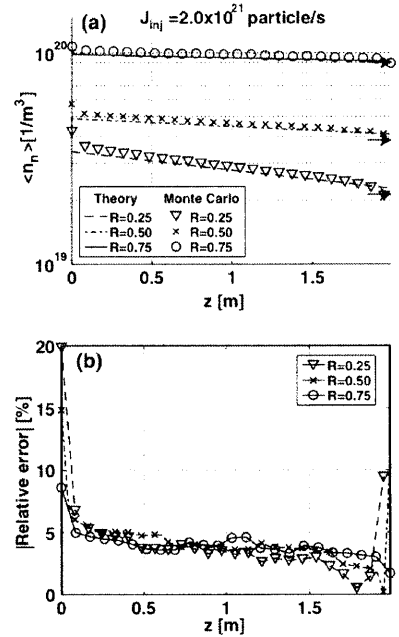 (a) J_inj =2.0x10^21 particle/s
10^20
<n_n>[1/m^3]
Theory Monte Carlo
R=0.25 R=0.25
R=0.50 R=0.50
R=0.75 R=0.75
10^19
0 0.5 1 1.5
z [m]
(b)
20
R=0.25
R=0.50
R=0.75
15
|Relative error| [%]
10
5
0
0 0.5 1 1.5
z [m]